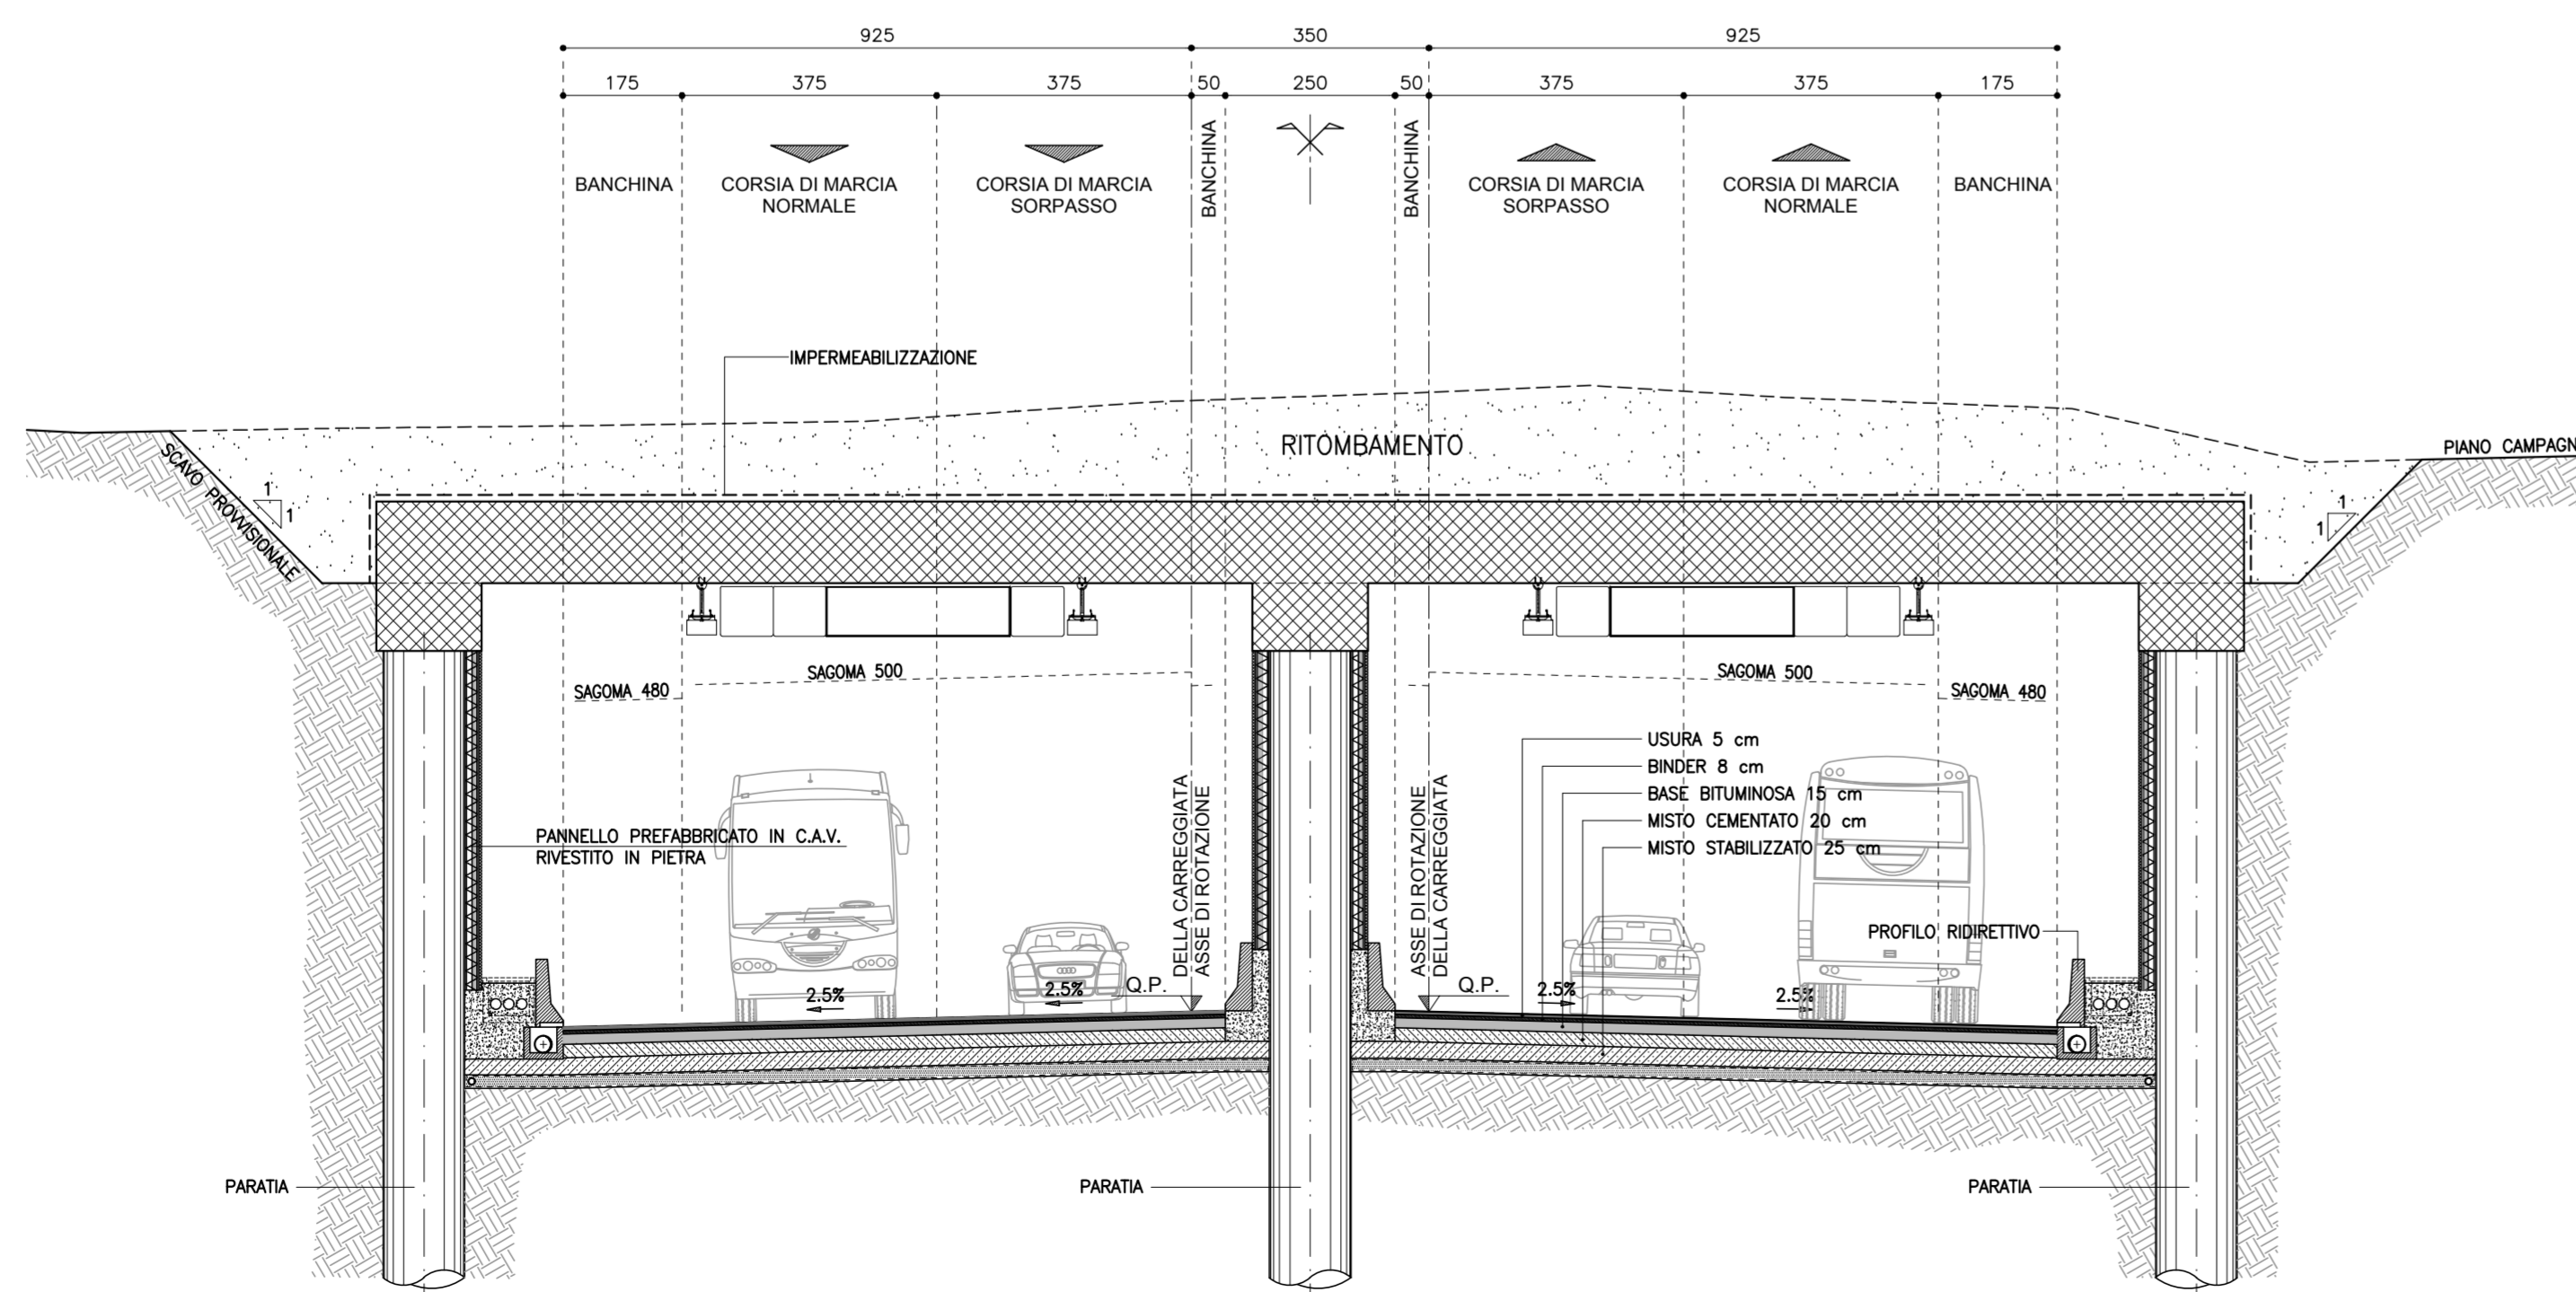 925
350
925
175
375
375
50
250
50
375
375
175
BANCHINA
CORSIA DI MARCIA
NORMALE
CORSIA DI MARCIA
SORPASSO
BANCHINA
BANCHINA
CORSIA DI MARCIA
SORPASSO
CORSIA DI MARCIA
NORMALE
BANCHINA
IMPERMEABILIZZAZIONE
RITOMBAMENTO
PIANO CAMPAGN
SCAVO PROVVISIONALE
1
1
1
1
SAGOMA 480
SAGOMA 500
SAGOMA 500
SAGOMA 480
USURA 5 cm
BINDER 8 cm
BASE BITUMINOSA 15 cm
MISTO CEMENTATO 20 cm
MISTO STABILIZZATO 25 cm
PANNELLO PREFABBRICATO IN C.A.V.
RIVESTITO IN PIETRA
DELLA CARREGGIATA
ASSE DI ROTAZIONE
ASSE DI ROTAZIONE
DELLA CARREGGIATA
PROFILO RIDIRETTIVO
2.5%
2.5%
Q.P.
Q.P.
2.5%
2.5%
PARATIA
PARATIA
PARATIA